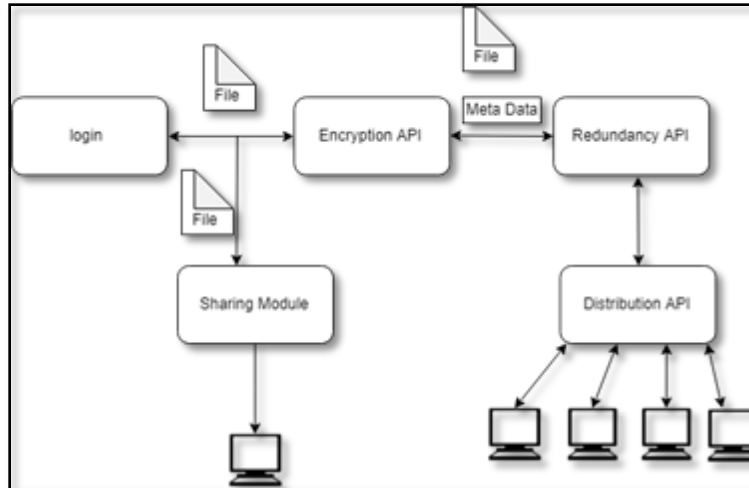 File
File
login
Encryption API
Meta Data
Redundancy API
File
Sharing Module
Distribution API